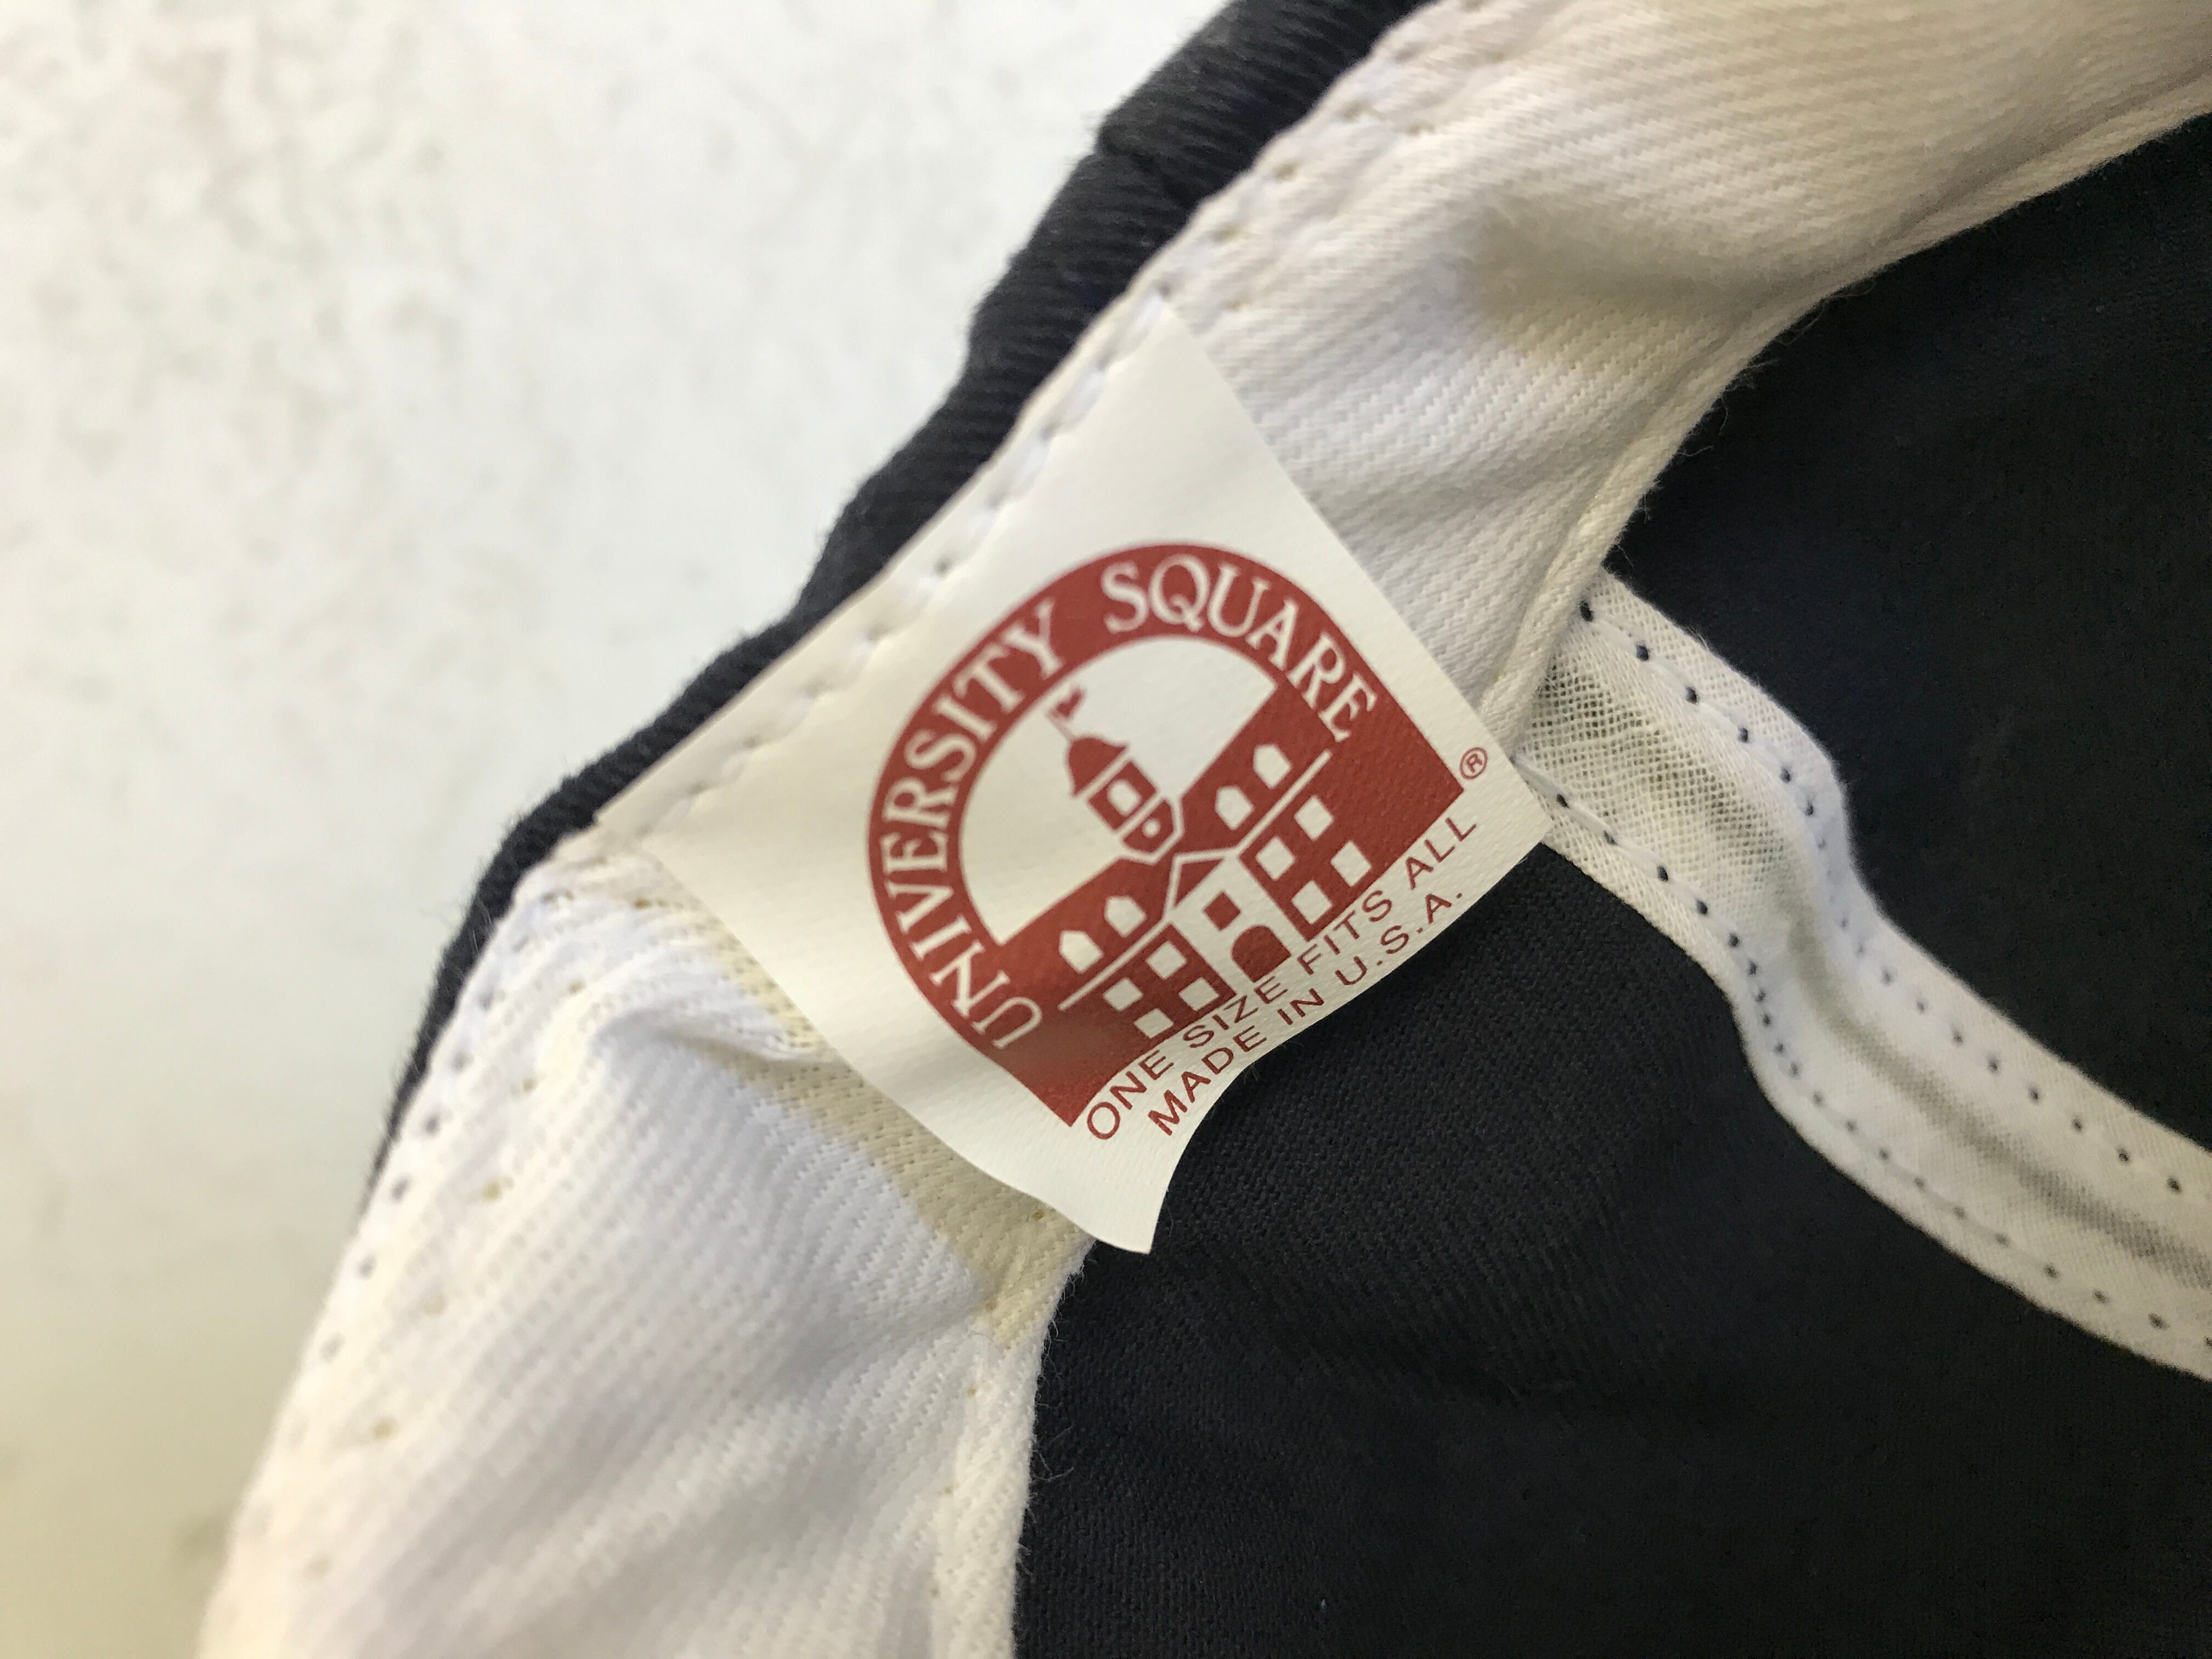 UNIVERSITY SQUARE
®
ONE SIZE FITS ALL
MADE IN U.S.A.